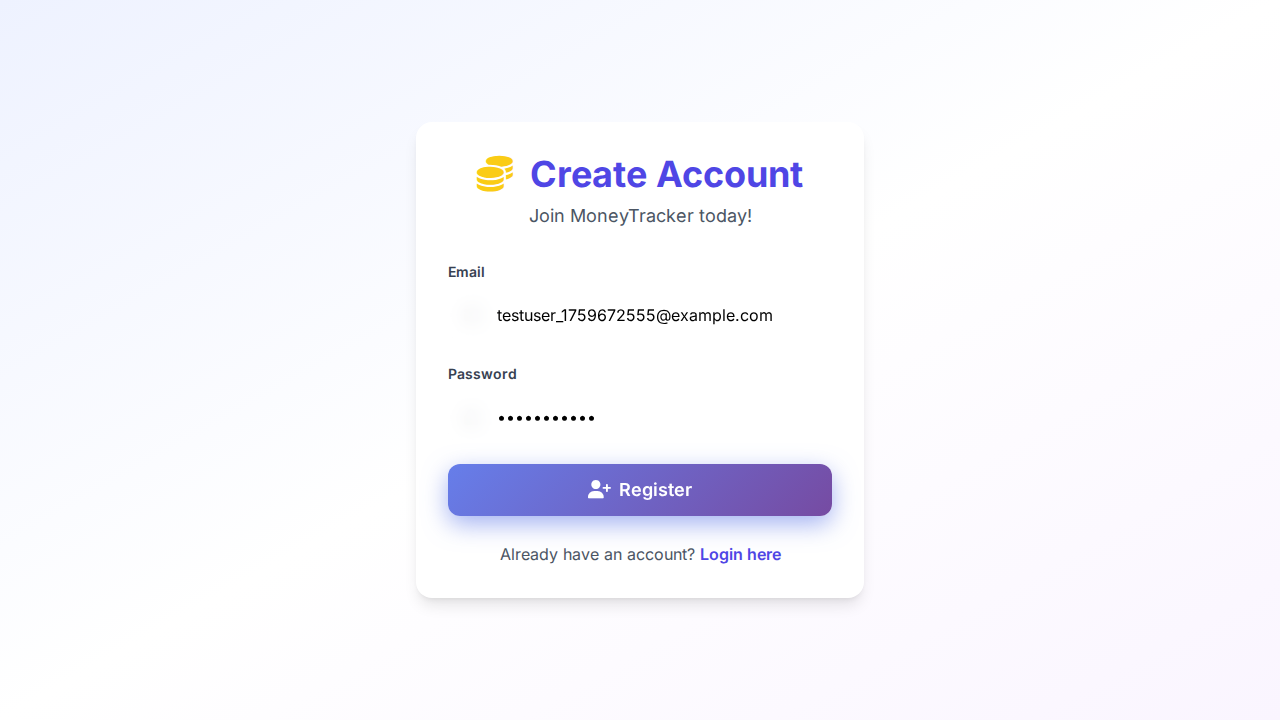 Create Account
Join MoneyTracker today!
Email
testuser_1759672555@example.com
Password
•••••••••••
Register
Already have an account? Login here